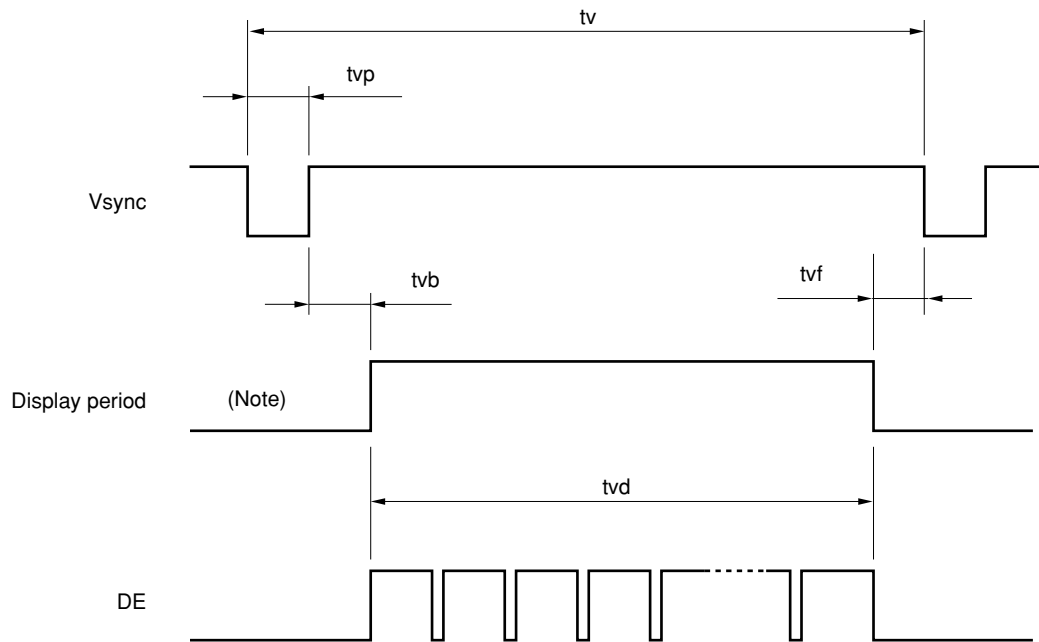 tv
tvp
Vsync
tvb
tvf
Display period
(Note)
tvd
DE